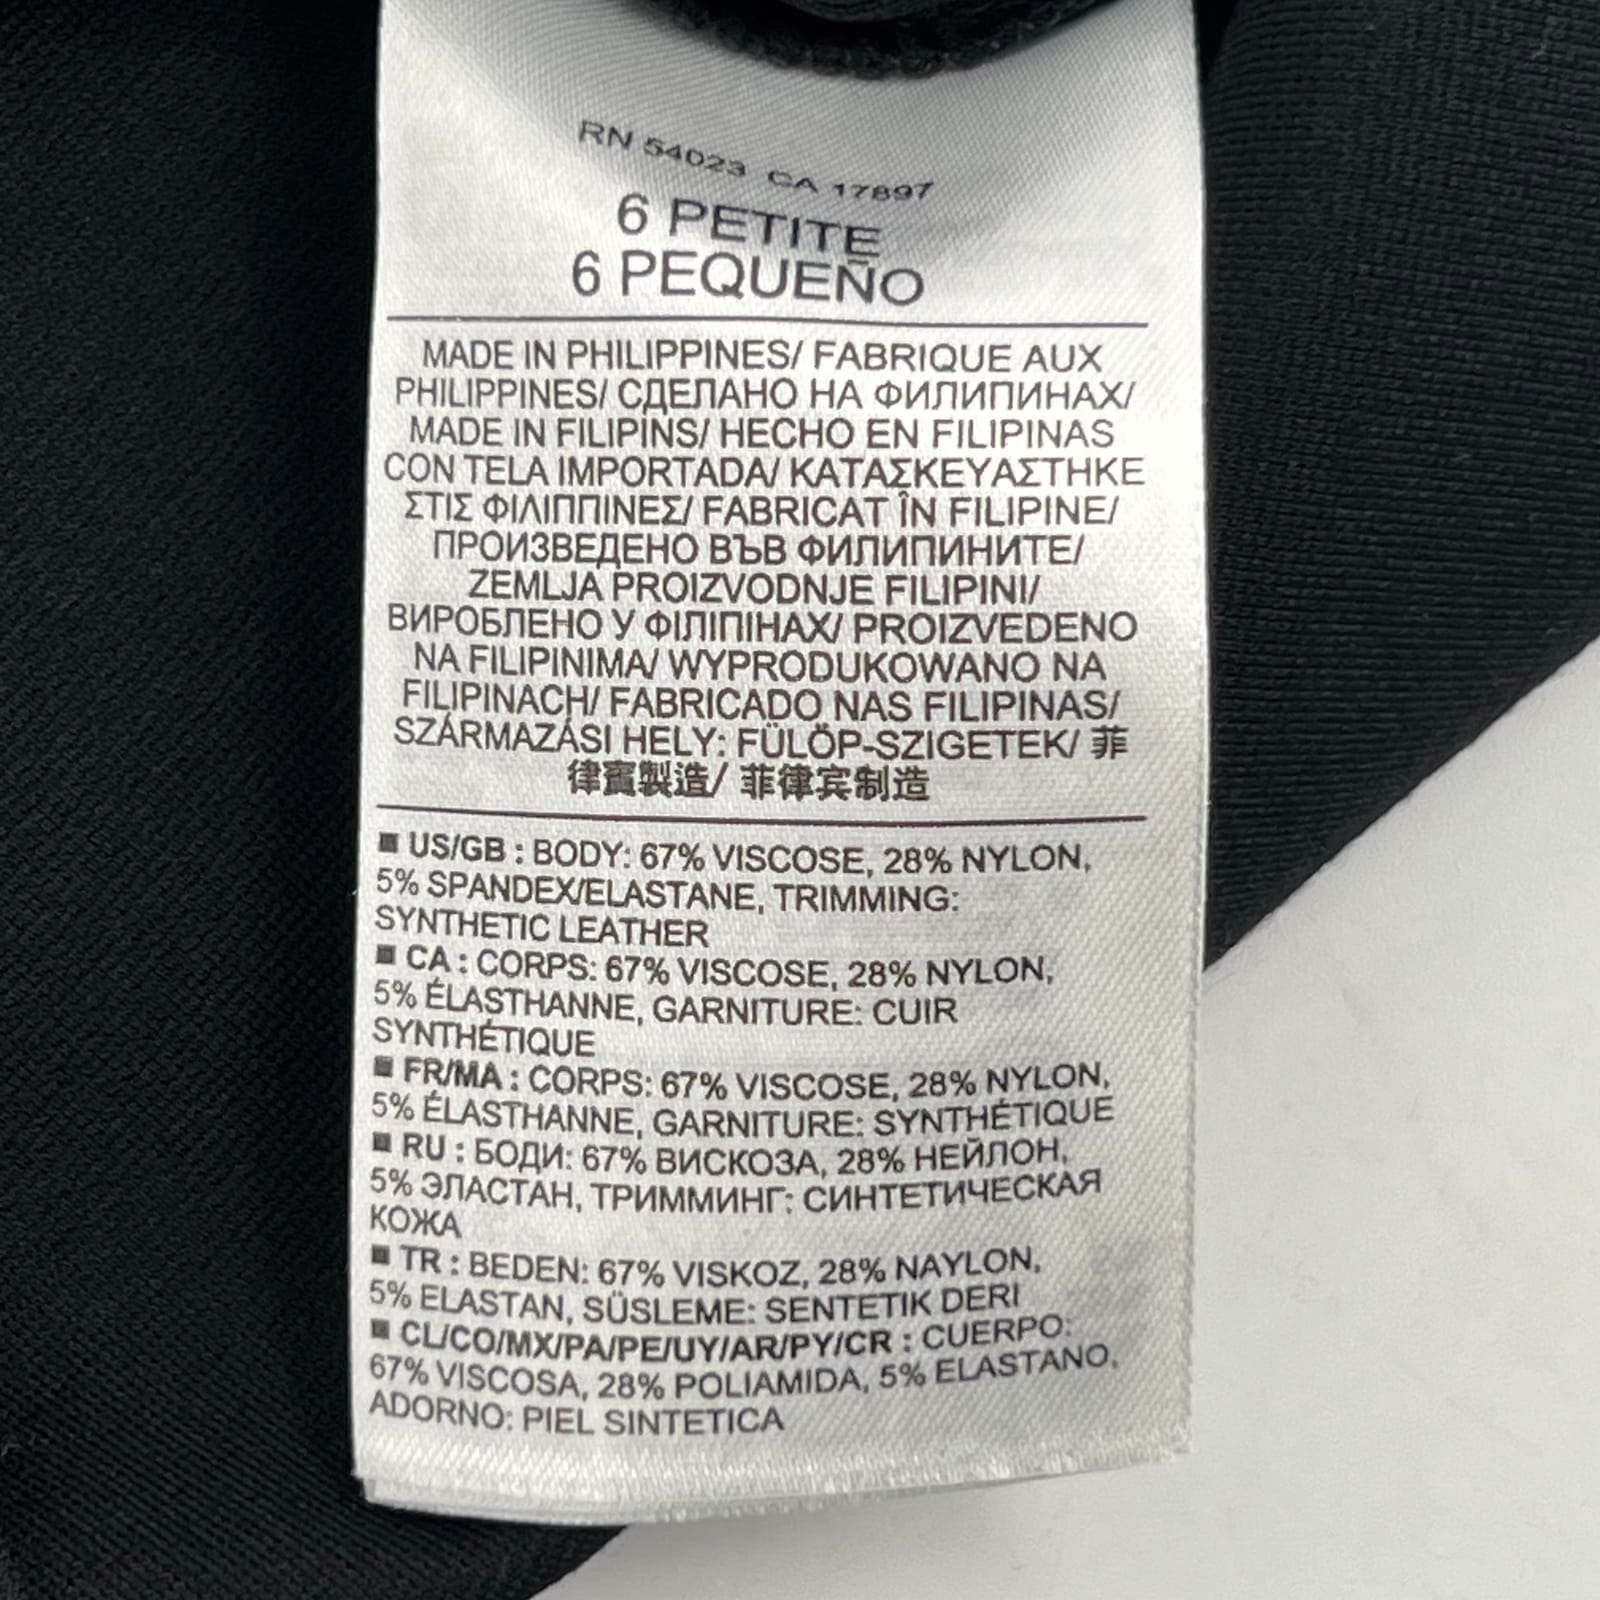 RN 54023 CA 17897
6 PETITE
6 PEQUEÑO
MADE IN PHILIPPINES/ FABRIQUE AUX
PHILIPPINES/ СДЕЛАНО НА ФИЛИПИНАХ/
MADE IN FILIPINS/ HECHO EN FILIPINAS
CON TELA IMPORTADA/ ΚΑΤΑΣΚΕΥΑΣΤΗΚΕ
ΣΤΙΣ ΦΙΛΙΠΠΙΝΕΣ/ FABRICAT ÎN FILIPINE/
ПРОИЗВЕДЕНО ВЪВ ФИЛИПИНИТЕ/
ZEMLJA PROIZVODNJE FILIPINI/
ВИРОБЛЕНО У ФІЛІПІНАХ/ PROIZVEDENO
NA FILIPINIMA/ WYPRODUKOWANO NA
FILIPINACH/ FABRICADO NAS FILIPINAS/
SZÁRMAZÁSI HELY: FÜLÖP-SZIGETEK/ 菲
律賓製造/ 菲律宾制造
■ US/GB : BODY: 67% VISCOSE, 28% NYLON,
5% SPANDEX/ELASTANE, TRIMMING:
SYNTHETIC LEATHER
■ CA : CORPS: 67% VISCOSE, 28% NYLON,
5% ÉLASTHANNE, GARNITURE: CUIR
SYNTHÉTIQUE
■ FR/MA : CORPS: 67% VISCOSE, 28% NYLON,
5% ÉLASTHANNE, GARNITURE: SYNTHÉTIQUE
■ RU : БОДИ: 67% ВИСКОЗА, 28% НЕЙЛОН,
5% ЭЛАСТАН, ТРИММИНГ: СИНТЕТИЧЕСКАЯ
КОЖА
■ TR : BEDEN: 67% VISKOZ, 28% NAYLON,
5% ELASTAN, SÜSLEME: SENTETIK DERI
■ CL/CO/MX/PA/PE/UY/AR/PY/CR : CUERPO:
67% VISCOSA, 28% POLIAMIDA, 5% ELASTANO,
ADORNO: PIEL SINTETICA